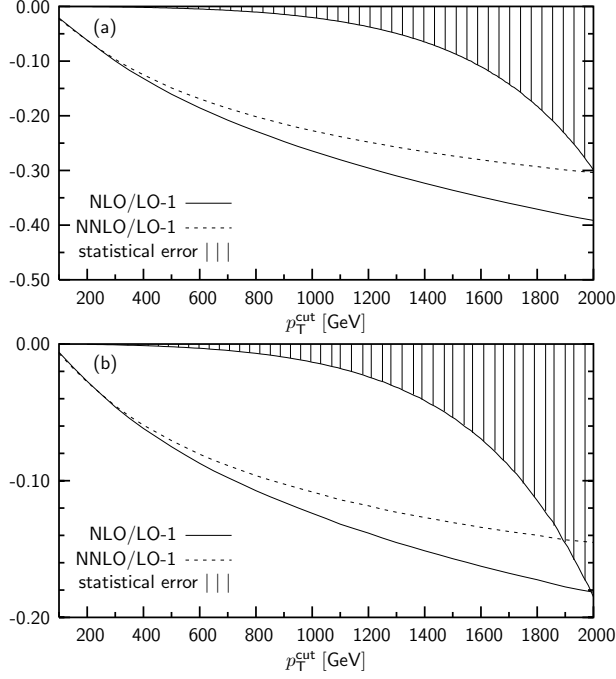 0.00
(a)
-0.10
-0.20
-0.30
NLO/LO-1
-0.40
NNLO/LO-1
statistical error
-0.50
200 400 600 800 1000 1200 1400 1600 1800 2000
p_T^cut [GeV]
0.00
(b)
-0.10
NLO/LO-1
NNLO/LO-1
statistical error
-0.20
200 400 600 800 1000 1200 1400 1600 1800 2000
p_T^cut [GeV]